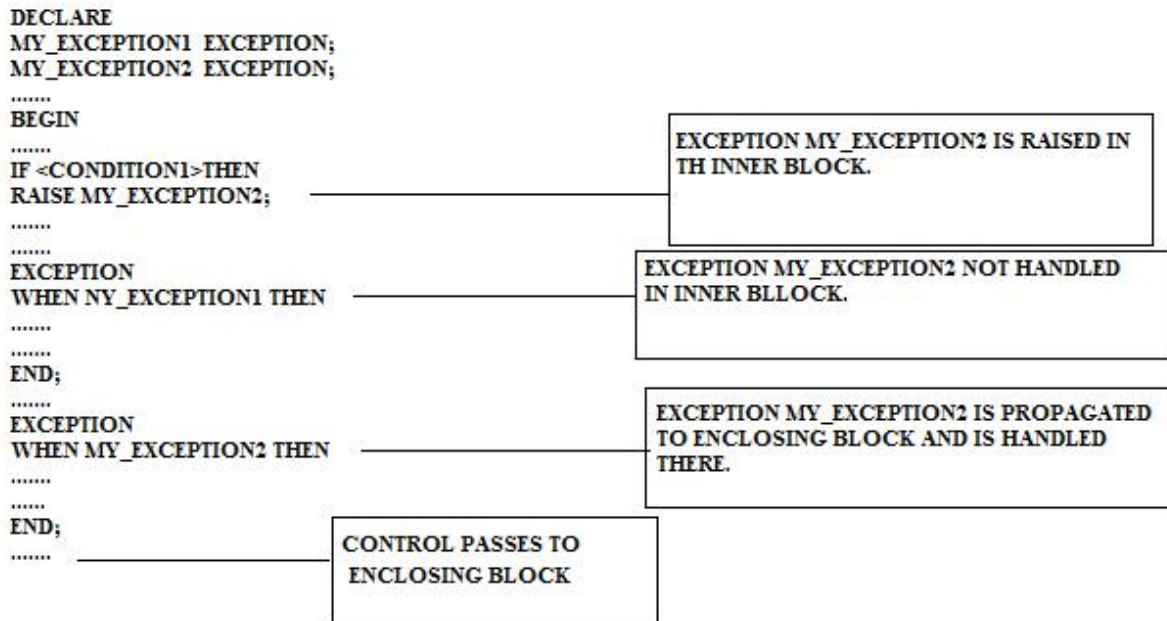 DECLARE
MY_EXCEPTION1 EXCEPTION;
MY_EXCEPTION2 EXCEPTION;
.......
BEGIN
.......
IF <CONDITION1>THEN
RAISE MY_EXCEPTION2;
.......
.......
EXCEPTION
WHEN NY_EXCEPTION1 THEN
.......
.......
END;
.......
EXCEPTION
WHEN MY_EXCEPTION2 THEN
.......
......
END;
.......
EXCEPTION MY_EXCEPTION2 IS RAISED IN
TH INNER BLOCK.
EXCEPTION MY_EXCEPTION2 NOT HANDLED
IN INNER BLLOCK.
EXCEPTION MY_EXCEPTION2 IS PROPAGATED
TO ENCLOSING BLOCK AND IS HANDLED
THERE.
CONTROL PASSES TO
ENCLOSING BLOCK